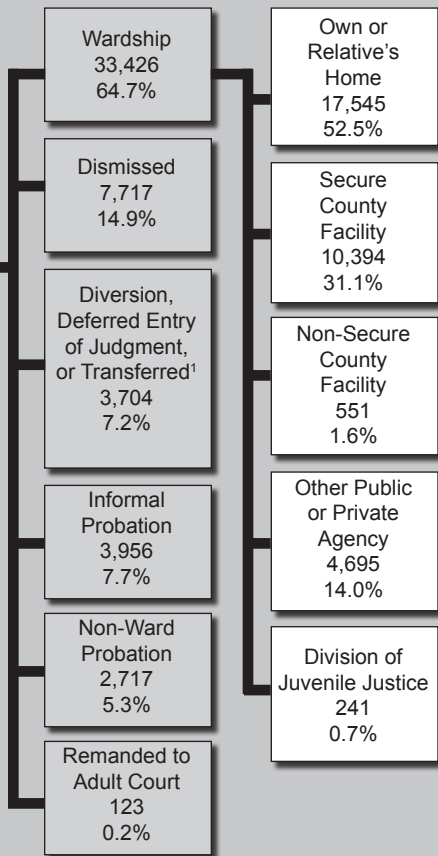 Wardship
33,426
64.7%
Dismissed
7,717
14.9%
Diversion,
Deferred Entry
of Judgment,
or Transferred¹
3,704
7.2%
Informal
Probation
3,956
7.7%
Non-Ward
Probation
2,717
5.3%
Remanded to
Adult Court
123
0.2%
Own or
Relative's
Home
17,545
52.5%
Secure
County
Facility
10,394
31.1%
Non-Secure
County
Facility
551
1.6%
Other Public
or Private
Agency
4,695
14.0%
Division of
Juvenile Justice
241
0.7%